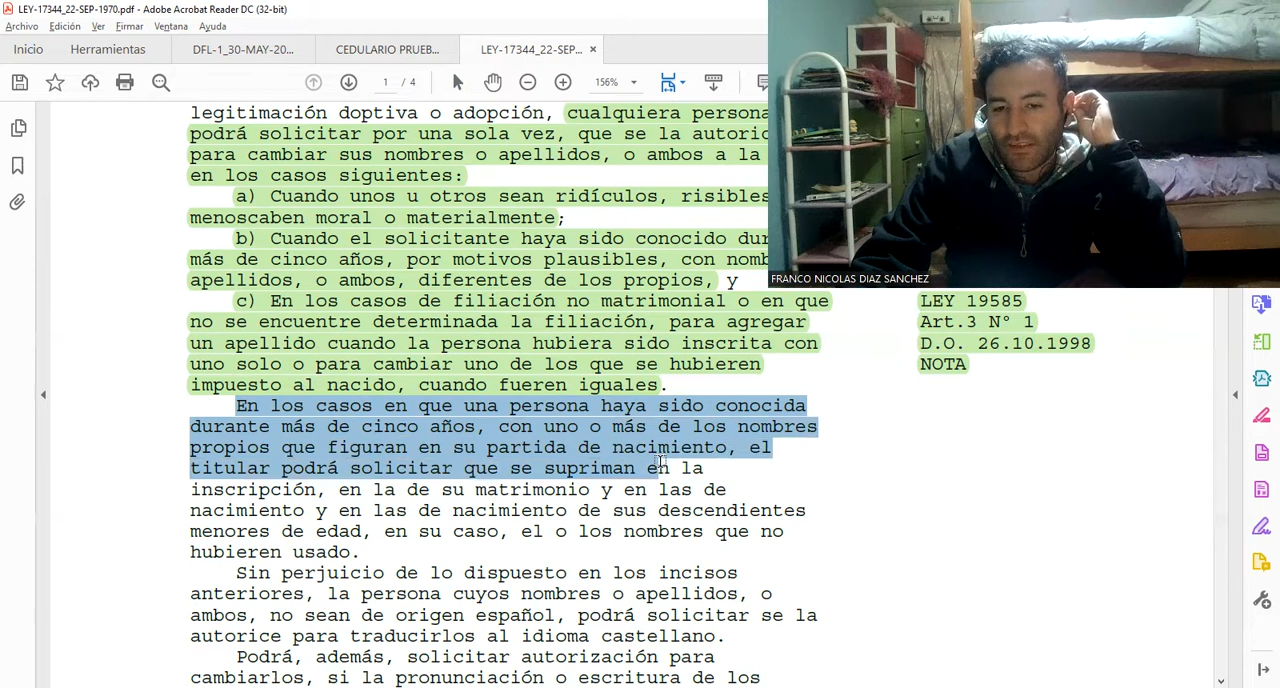 LEY-17344_22-SEP-1970.pdf - Adobe Acrobat Reader DC (32-bit)
Archivo Edición Ver Firmar Ventana Ayuda
Inicio Herramientas DFL-1_30-MAY-20... CEDULARIO PRUEB... LEY-17344_22-SEP... ×
1 / 4 156%
legitimación doptiva o adopción, cualquiera persona
podrá solicitar por una sola vez, que se la autoric
para cambiar sus nombres o apellidos, o ambos a la
en los casos siguientes:
a) Cuando unos u otros sean ridículos, risibles
menoscaben moral o materialmente;
b) Cuando el solicitante haya sido conocido dur
más de cinco años, por motivos plausibles, con nomb
apellidos, o ambos, diferentes de los propios, y
FRANCO NICOLAS DIAZ SANCHEZ
c) En los casos de filiación no matrimonial o en que LEY 19585
no se encuentre determinada la filiación, para agregar Art.3 N° 1
un apellido cuando la persona hubiera sido inscrita con D.O. 26.10.1998
uno solo o para cambiar uno de los que se hubieren NOTA
impuesto al nacido, cuando fueren iguales.
En los casos en que una persona haya sido conocida
durante más de cinco años, con uno o más de los nombres
propios que figuran en su partida de nacimiento, el
titular podrá solicitar que se supriman en la
inscripción, en la de su matrimonio y en las de
nacimiento y en las de nacimiento de sus descendientes
menores de edad, en su caso, el o los nombres que no
hubieren usado.
Sin perjuicio de lo dispuesto en los incisos
anteriores, la persona cuyos nombres o apellidos, o
ambos, no sean de origen español, podrá solicitar se la
autorice para traducirlos al idioma castellano.
Podrá, además, solicitar autorización para
cambiarlos, si la pronunciación o escritura de los